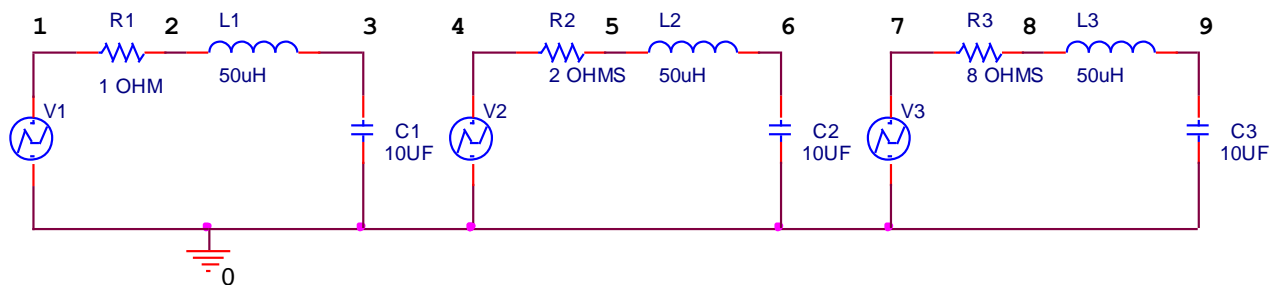 1 R1 2 L1 3 4 R2 5 L2 6 7 R3 8 L3 9
1 OHM 50uH 2 OHMS 50uH 8 OHMS 50uH
V1 V2 V3
C1 C2 C3
10UF 10UF 10UF
0